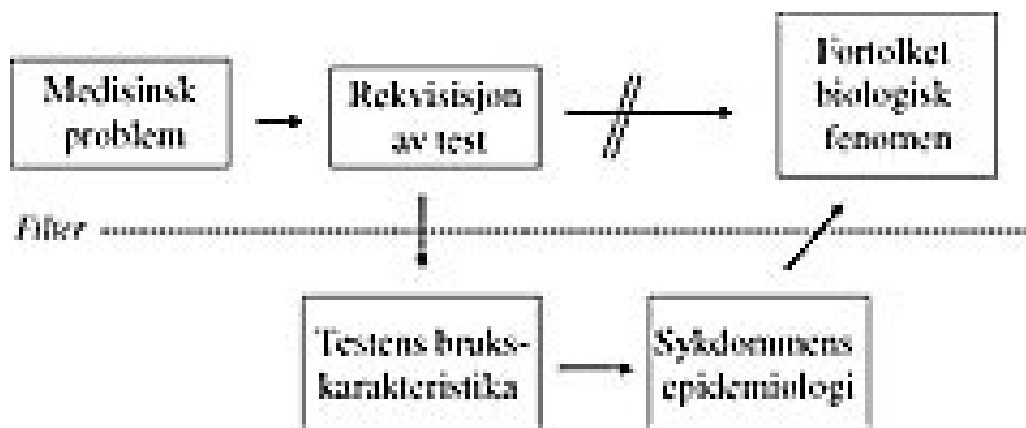 Medisinsk
problem
Rekvisisjon
av test
Fortolket
biologisk
fenomen
Filter
Testens bruks-
karakteristika
Sykdommens
epidemiologi